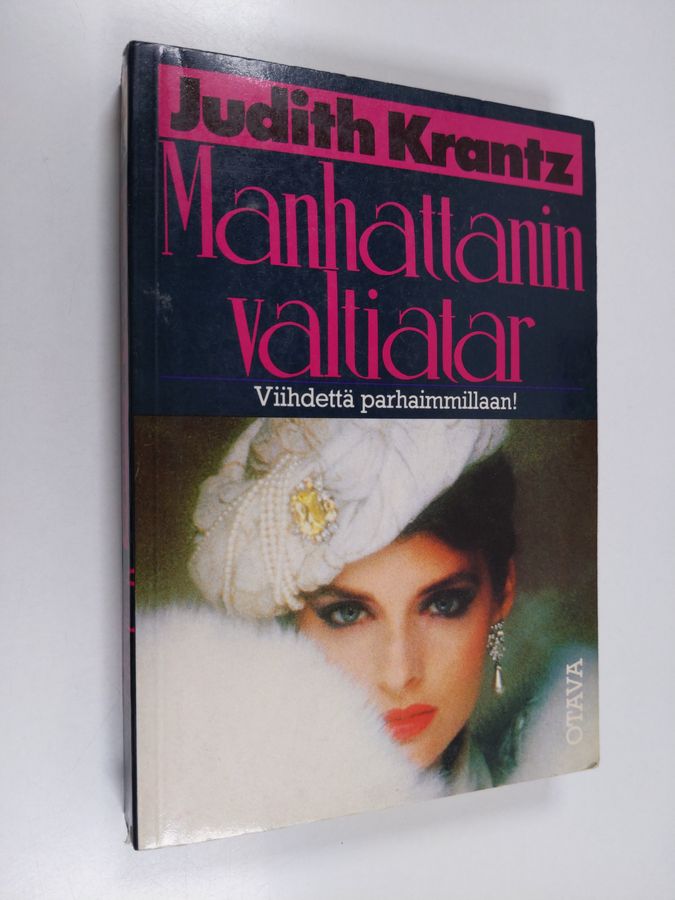 Judith Krantz
Manhattanin
valtiatar
Viihdettä parhaimmillaan!
OTAVA